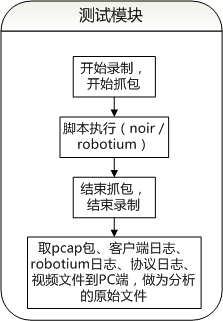 测试模块
开始录制，
开始抓包
脚本执行（noir /
robotium）
结束抓包，
结束录制
取pcap包、客户端日志、
robotium日志、协议日志、
视频文件到PC端，做为分析
的原始文件